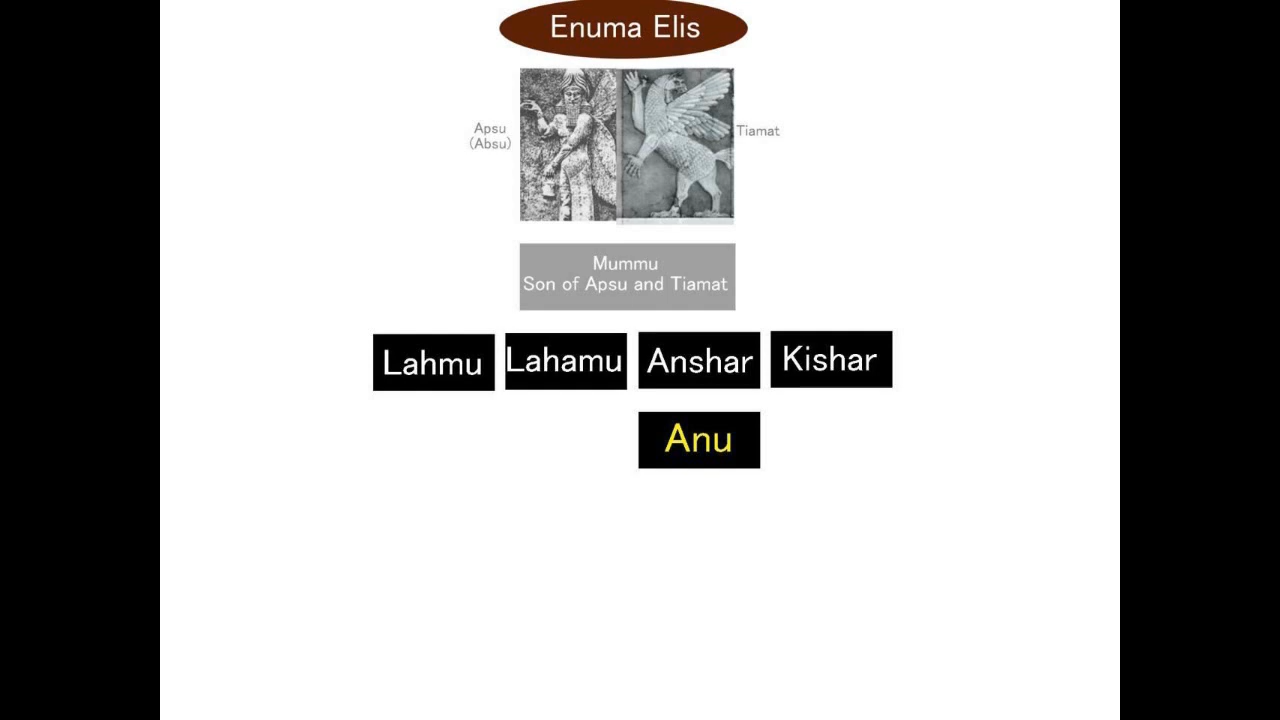 Enuma Elis
Apsu
(Absu)
Tiamat
Mummu
Son of Apsu and Tiamat
Lahmu Lahamu Anshar Kishar
Anu